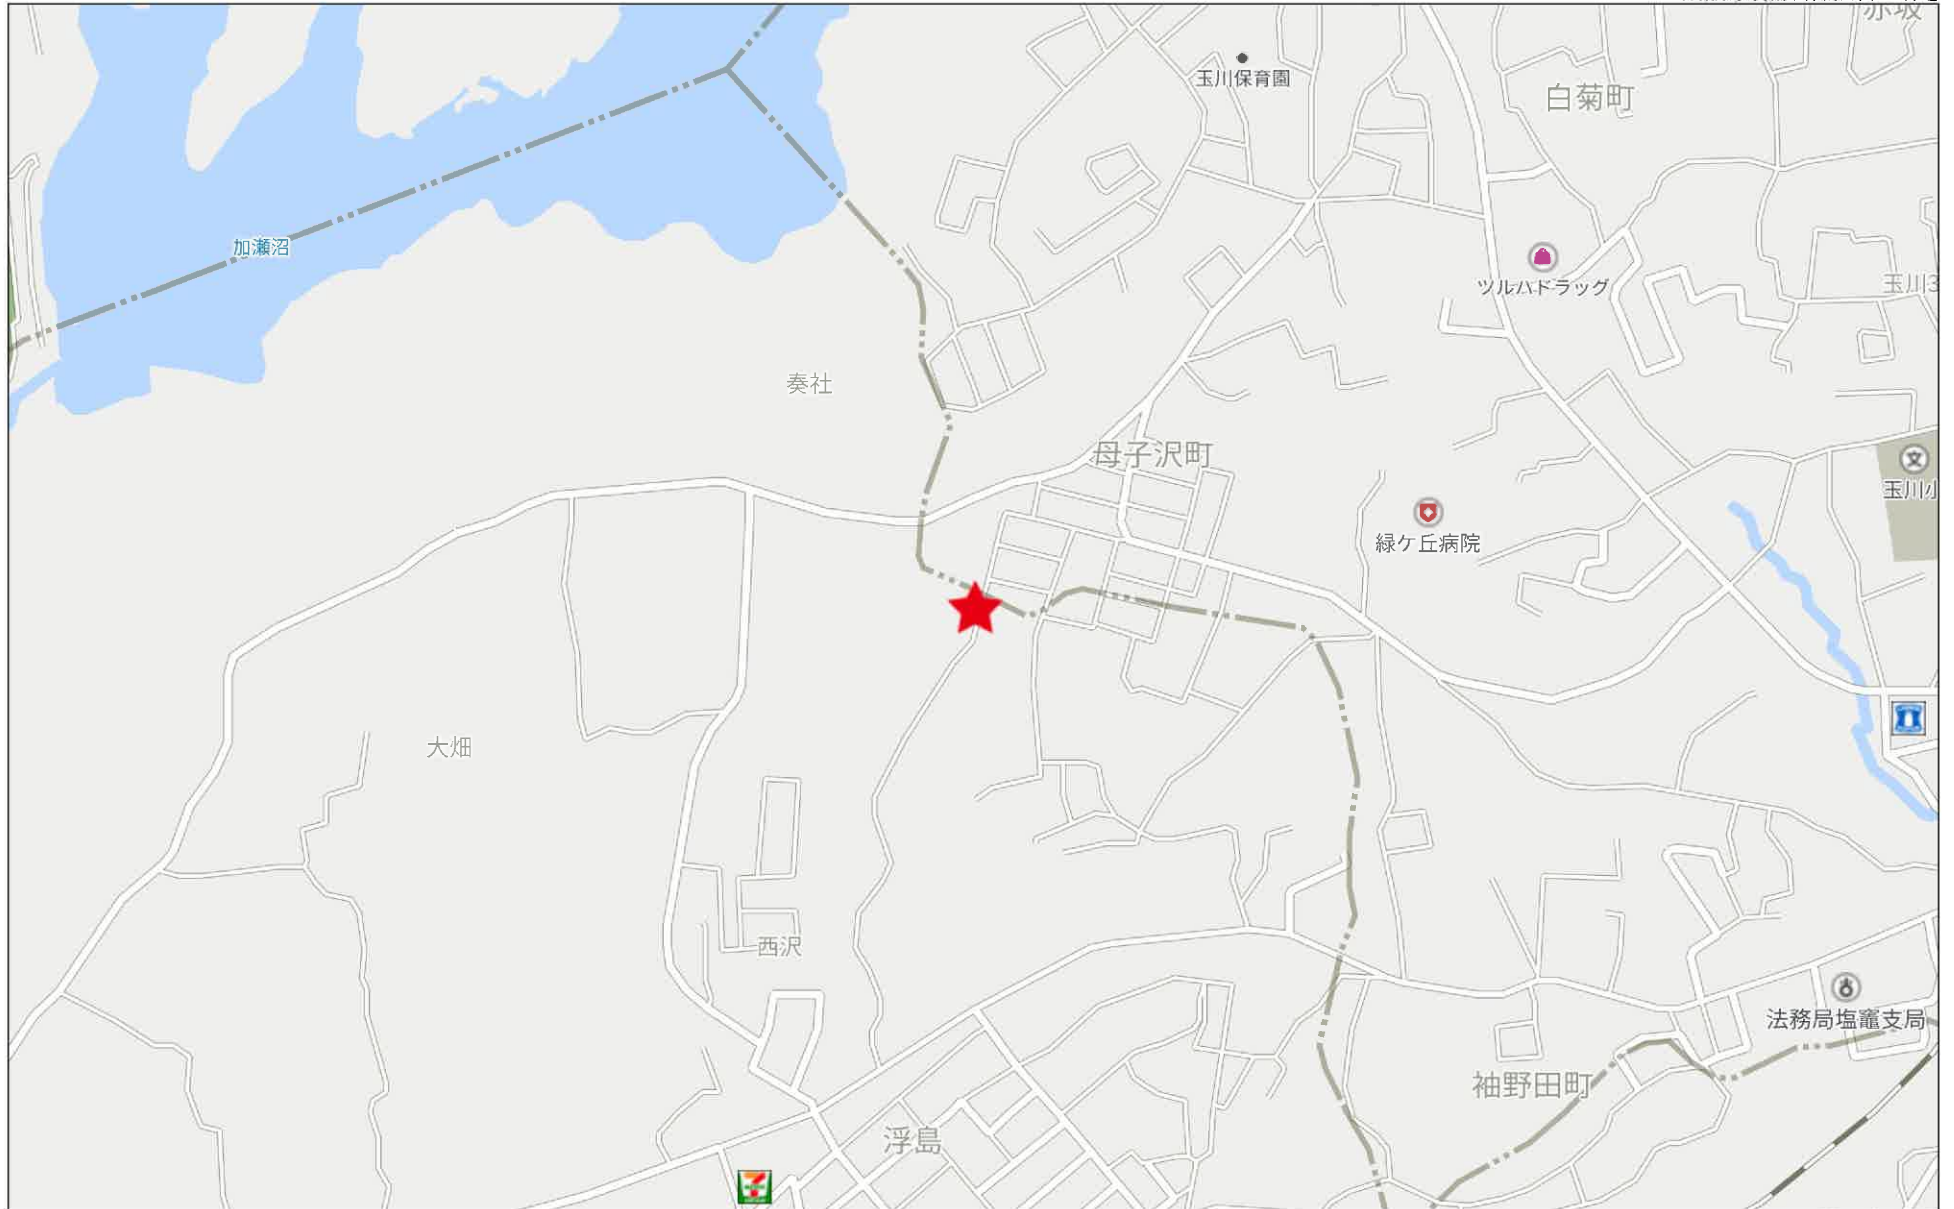 赤坂
玉川保育園
白菊町
加瀬沼
ツルハドラッグ
玉川3
奏社
母子沢町
玉川小
緑ケ丘病院
大畑
西沢
法務局塩竈支局
袖野田町
浮島